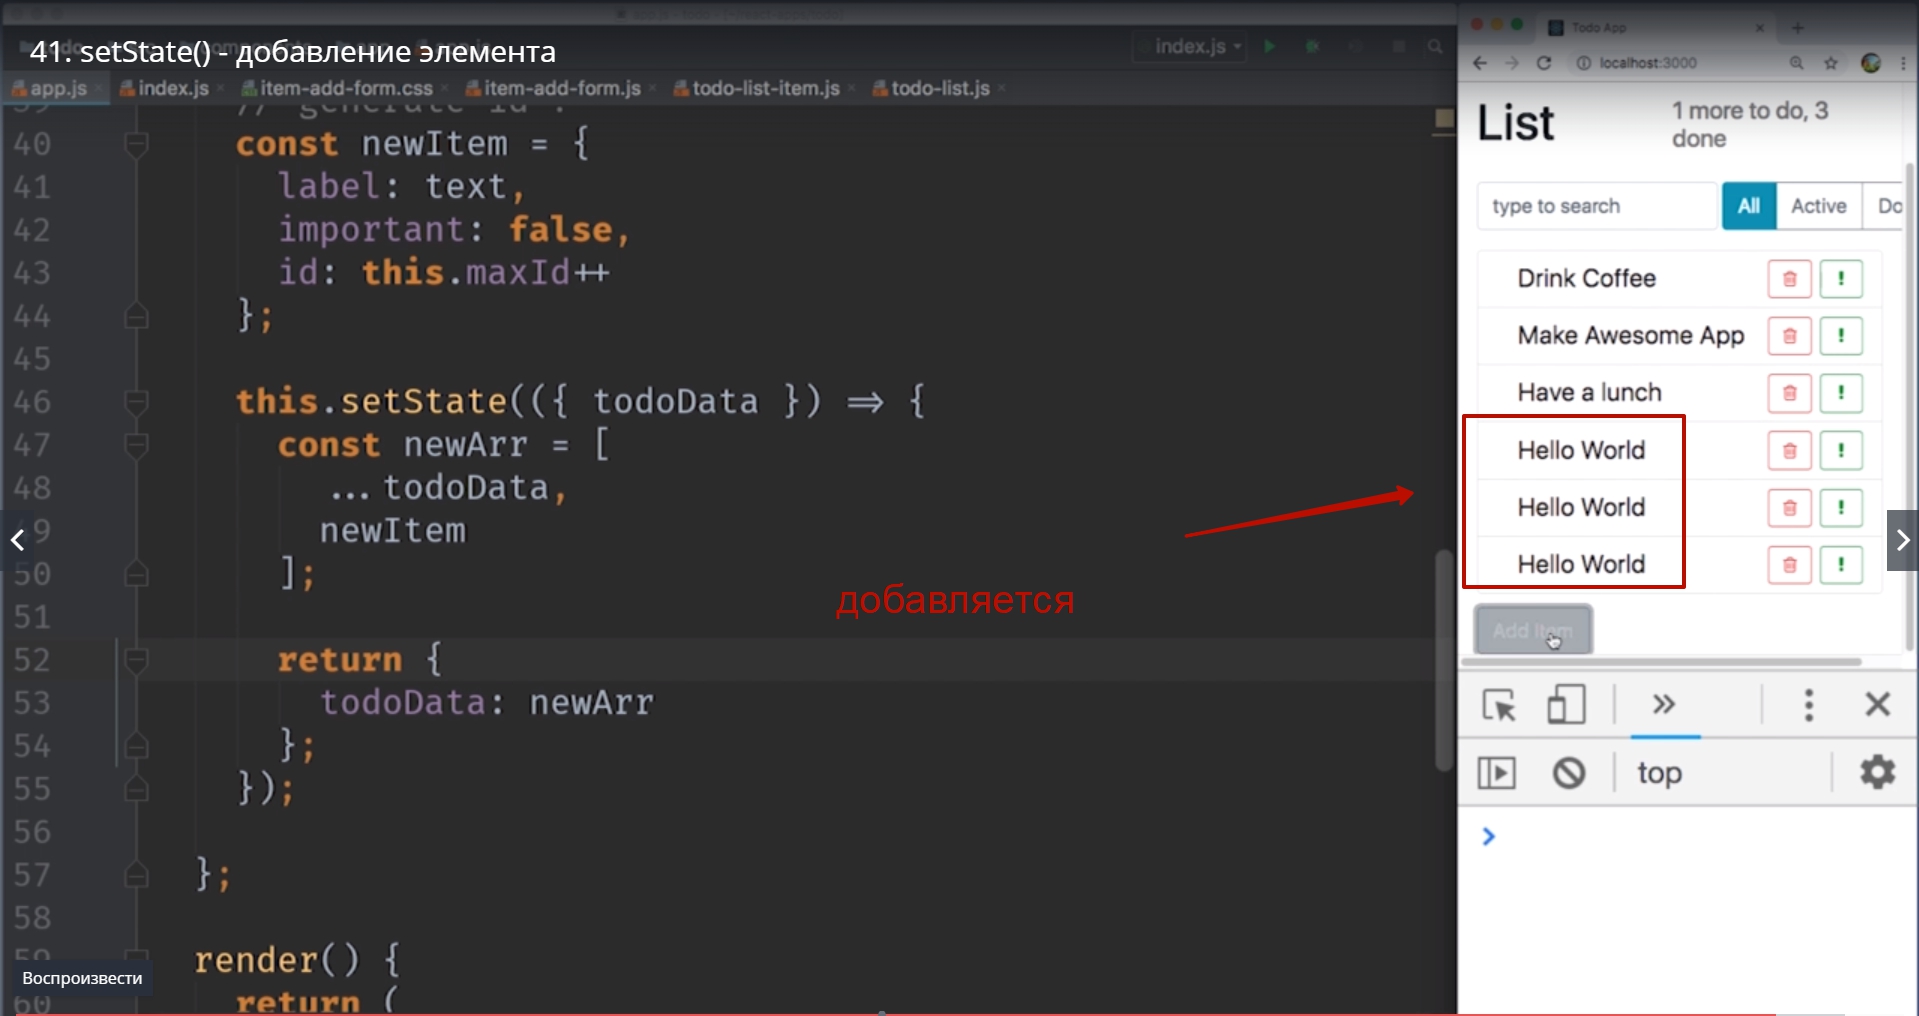 41. setState() - добавление элемента
index.js
app.js
index.js
item-add-form.css
item-add-form.js
todo-list-item.js
todo-list.js
39 // generate id ?
40 const newItem = {
41 label: text,
42 important: false,
43 id: this.maxId++
44 };
45
46 this.setState(({ todoData }) => {
47 const newArr = [
48 ...todoData,
49 newItem
50 ];
51
52 return {
53 todoData: newArr
54 };
55 });
56
57 };
58
59 render() {
60 return (
добавляется
Воспроизвести
Todo App
localhost:3000
List
1 more to do, 3
done
type to search
All
Active
Do
Drink Coffee
!
Make Awesome App
!
Have a lunch
!
Hello World
!
Hello World
!
Hello World
!
Add Item
top